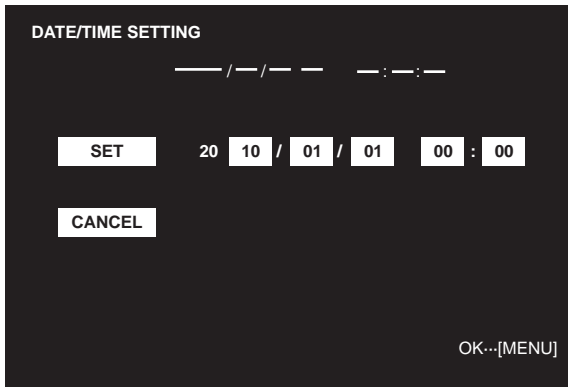 DATE/TIME SETTING
——/—/— — —:—:—
SET 20 10 / 01 / 01 00 : 00
CANCEL
OK···[MENU]